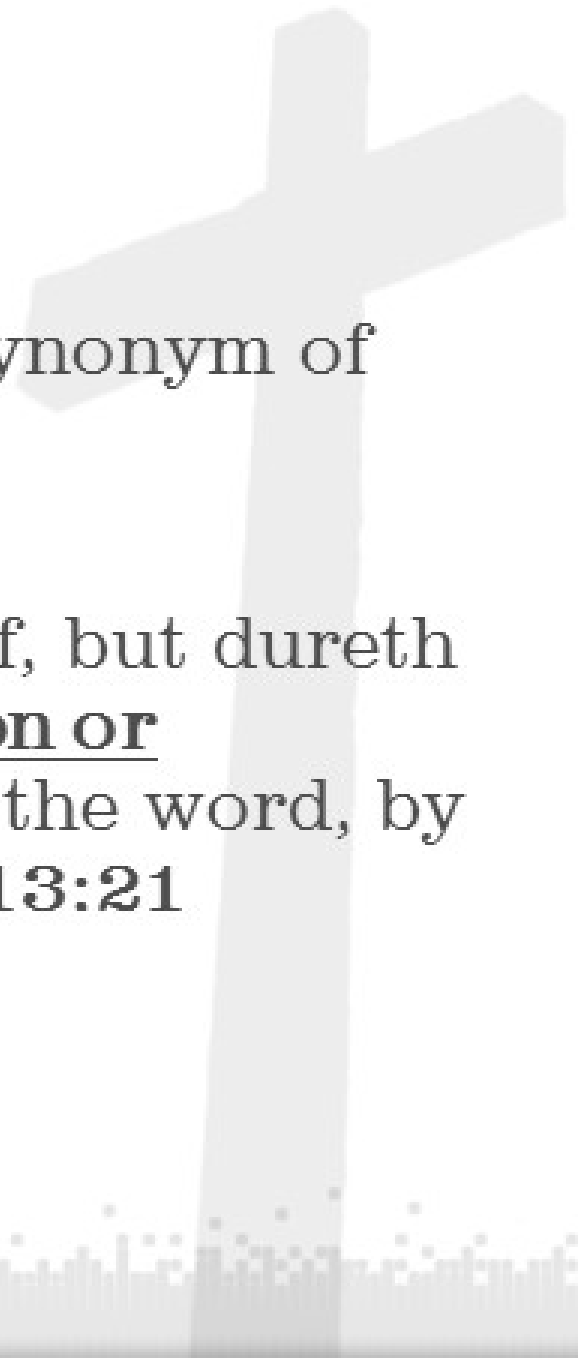 ynonym of
f, but dureth
on or
the word, by
13:21